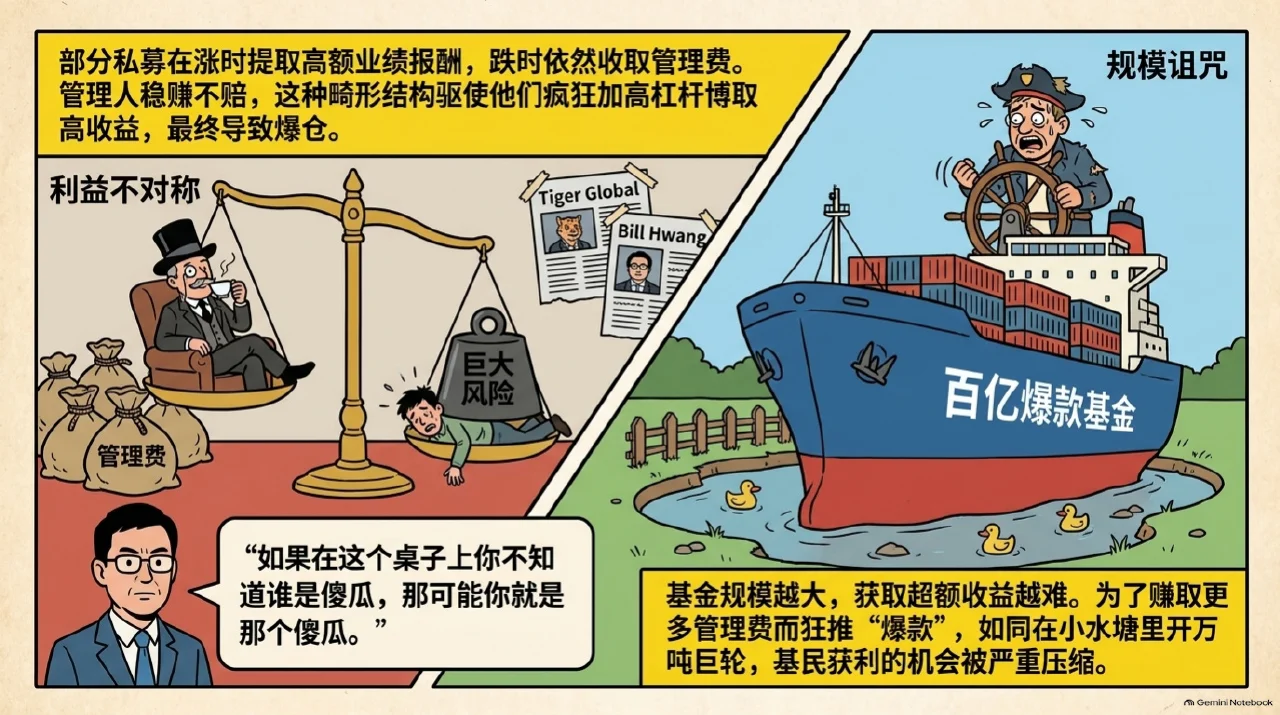 部分私募在涨时提取高额业绩报酬，跌时依然收取管理费。
管理人稳赚不赔，这种畸形结构驱使他们疯狂加高杠杆博取
高收益，最终导致爆仓。
利益不对称
Tiger Global
Bill Hwang
巨大
风险
管理费
“如果在这个桌子上你不知
道谁是傻瓜，那可能你就是
那个傻瓜。”
规模诅咒
百亿爆款基金
基金规模越大，获取超额收益越难。为了赚取更
多管理费而狂推“爆款”，如同在小水塘里开万
吨巨轮，基民获利的机会被严重压缩。
Gemini Notebook